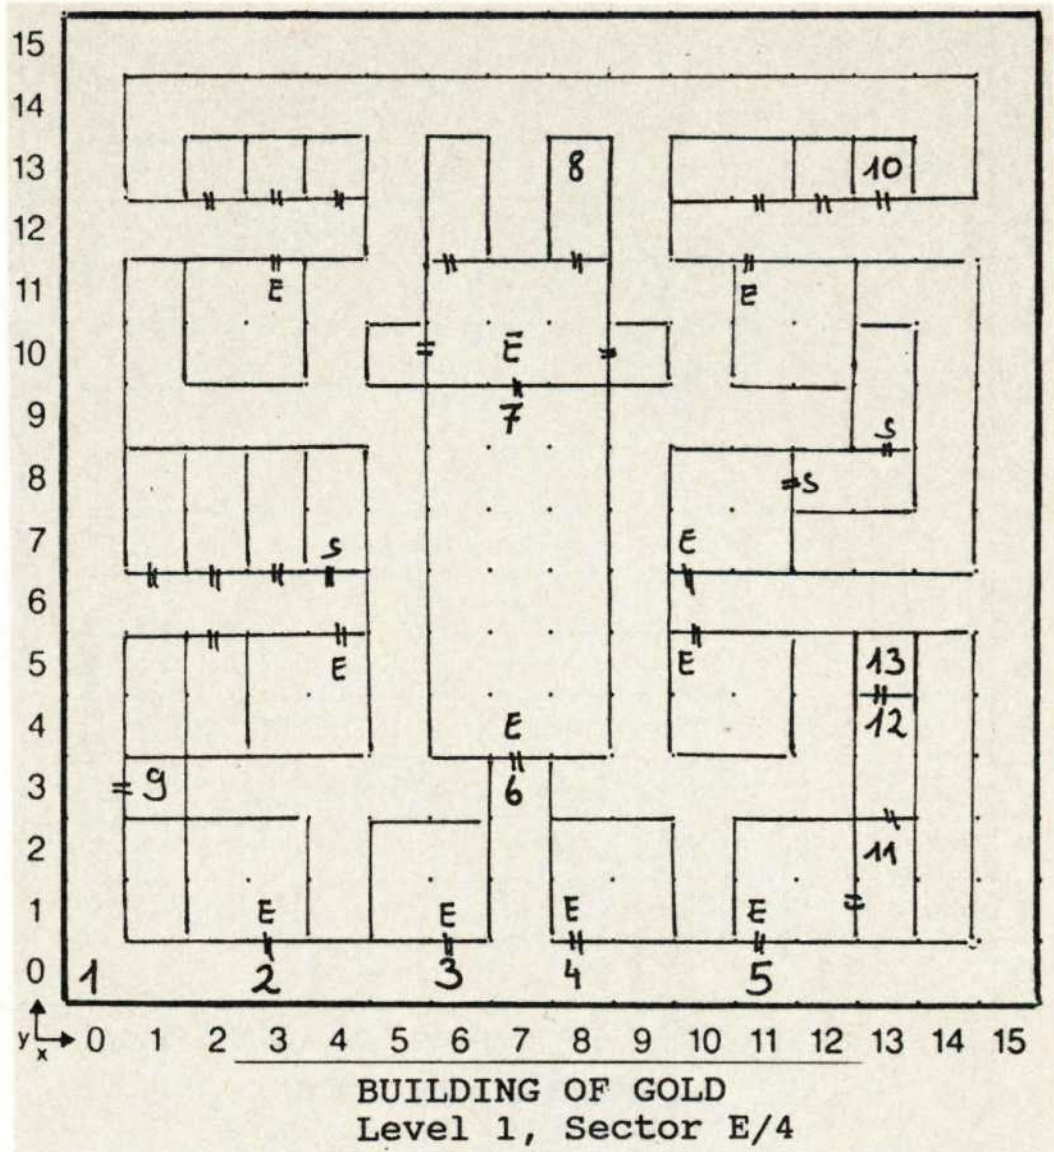 15
14
13 8 10
12
11 E E
10 E
9 7 S
8 S
7 S E
6
5 E E 13
4 E 12
3 9 6
2 11
1 E E E E
0 1 2 3 4 5
y x 0 1 2 3 4 5 6 7 8 9 10 11 12 13 14 15
BUILDING OF GOLD
Level 1, Sector E/4